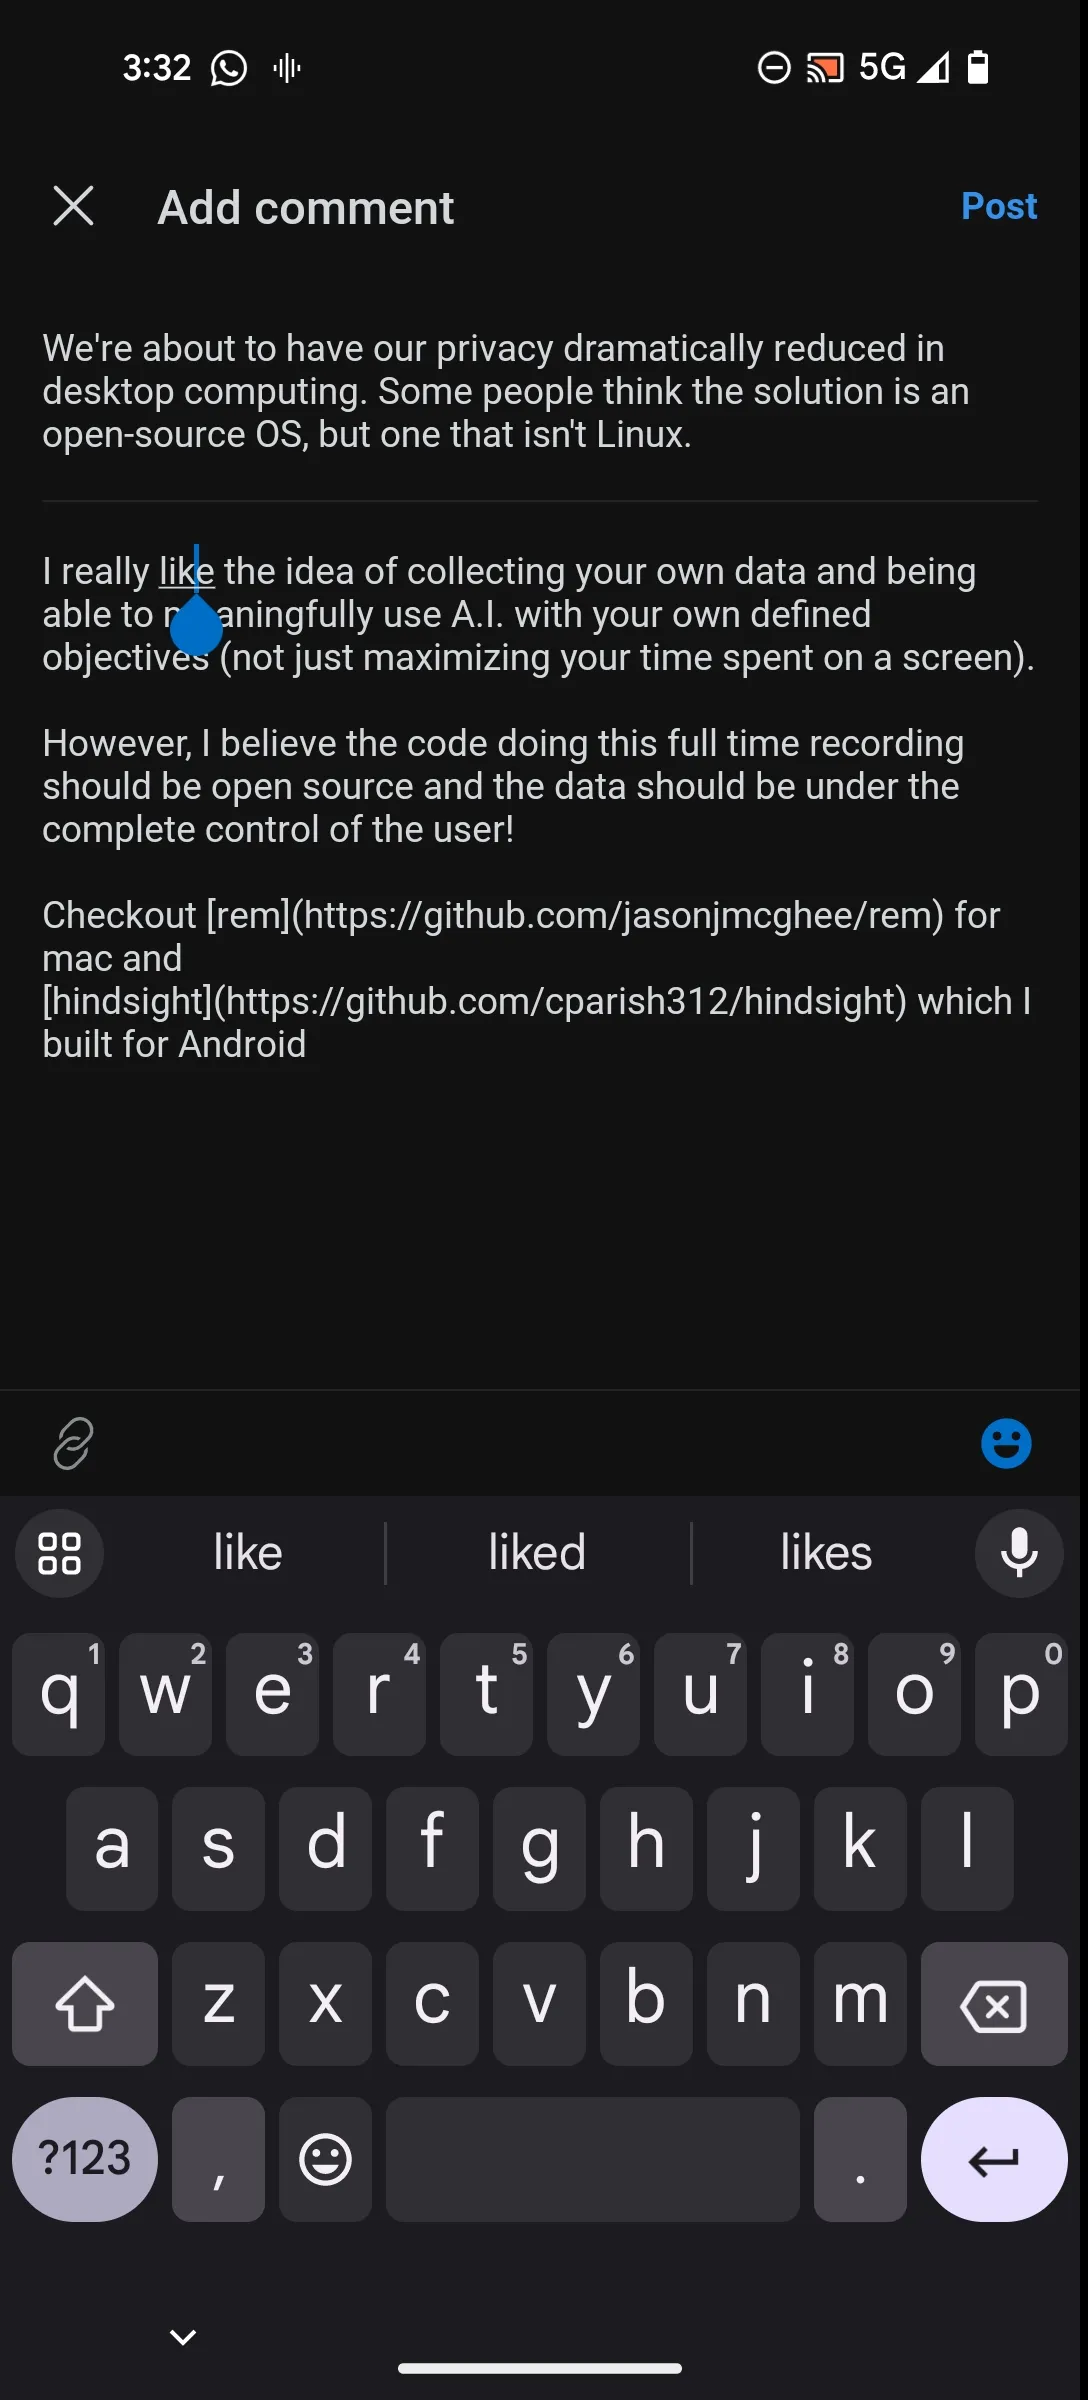 3:32
5G
Add comment
Post
We're about to have our privacy dramatically reduced in
desktop computing. Some people think the solution is an
open-source OS, but one that isn't Linux.
I really like the idea of collecting your own data and being
able to meaningfully use A.I. with your own defined
objectives (not just maximizing your time spent on a screen).
However, I believe the code doing this full time recording
should be open source and the data should be under the
complete control of the user!
Checkout [rem](https://github.com/jasonjmcghee/rem) for
mac and
[hindsight](https://github.com/cparish312/hindsight) which I
built for Android
like liked likes
1 2 3 4 5 6 7 8 9 0
q w e r t y u i o p
a s d f g h j k l
z x c v b n m
?123 , .